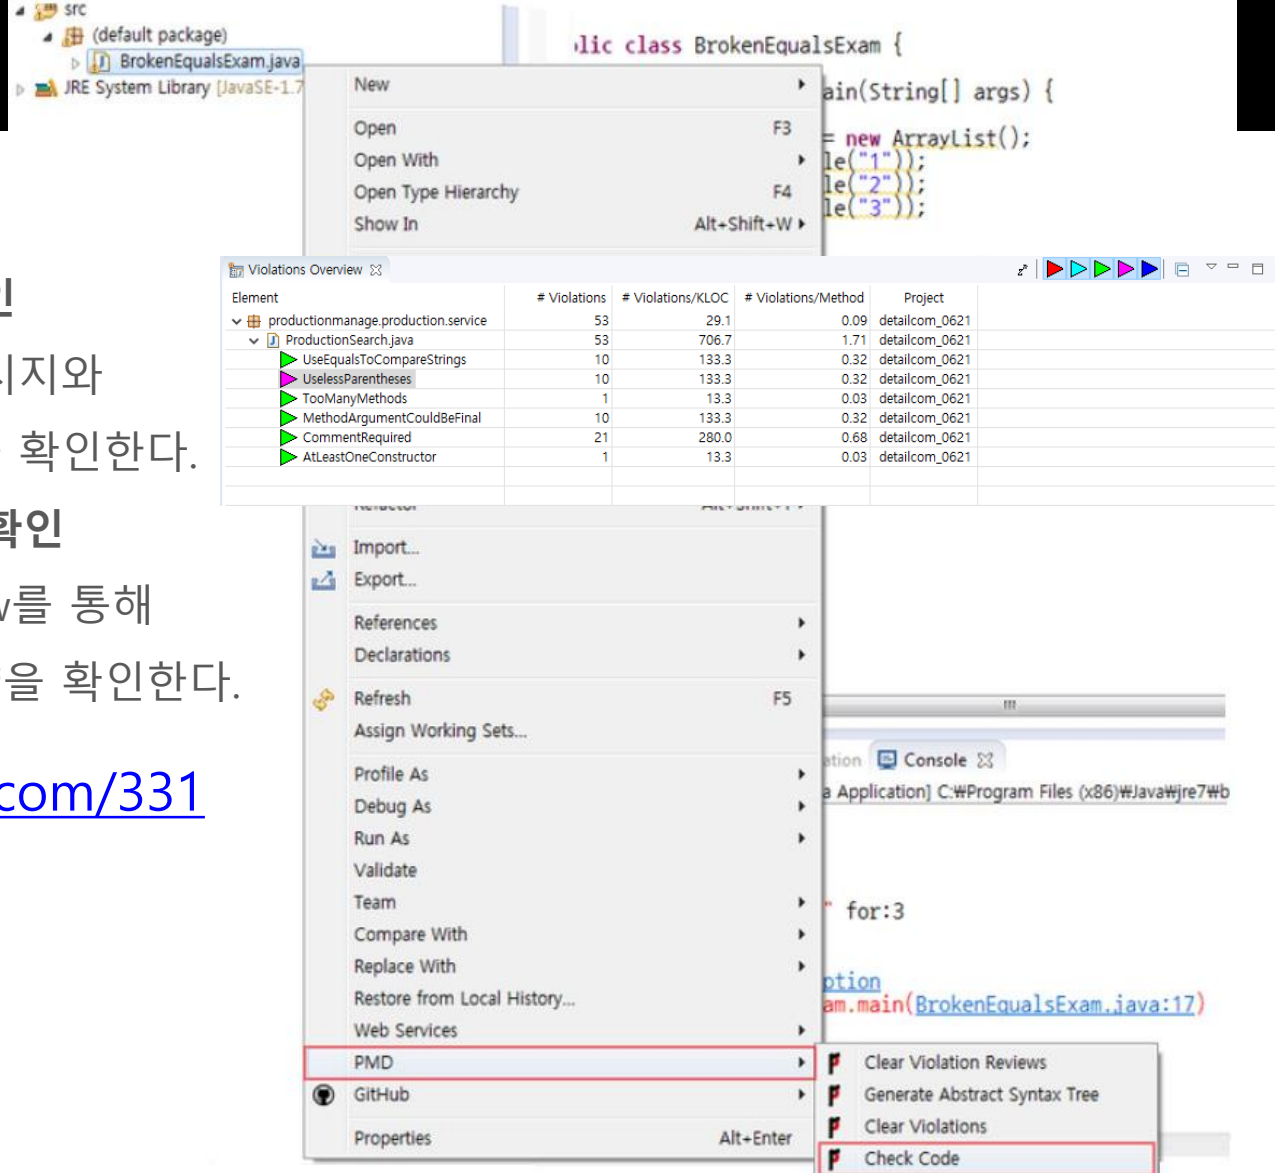 src
(default package)
BrokenEqualsExam.java
JRE System Library [JavaSE-1.7
lic class BrokenEqualsExam {
ain(String[] args) {
= new ArrayList();
le("1"));
le("2"));
le("3"));
New
Open F3
Open With
Open Type Hierarchy F4
Show In Alt+Shift+W
Violations Overview
Element # Violations # Violations/KLOC # Violations/Method Project
productionmanage.production.service 53 29.1 0.09 detailcom_0621
ProductionSearch.java 53 706.7 1.71 detailcom_0621
UseEqualsToCompareStrings 10 133.3 0.32 detailcom_0621
UselessParentheses 10 133.3 0.32 detailcom_0621
TooManyMethods 1 13.3 0.03 detailcom_0621
MethodArgumentCouldBeFinal 10 133.3 0.32 detailcom_0621
CommentRequired 21 280.0 0.68 detailcom_0621
AtLeastOneConstructor 1 13.3 0.03 detailcom_0621
지와
확인한다.
확인
를 통해
을 확인한다.
com/331
Import...
Export...
References
Declarations
Refresh F5
Assign Working Sets...
Profile As
Debug As
Run As
Validate
Team
Compare With
Replace With
Restore from Local History...
Web Services
PMD
GitHub
Properties Alt+Enter
Clear Violation Reviews
Generate Abstract Syntax Tree
Clear Violations
Check Code
ation Console
a Application] C:₩Program Files (x86)₩Java₩jre7₩b
" for:3
ption
am.main(BrokenEqualsExam.java:17)